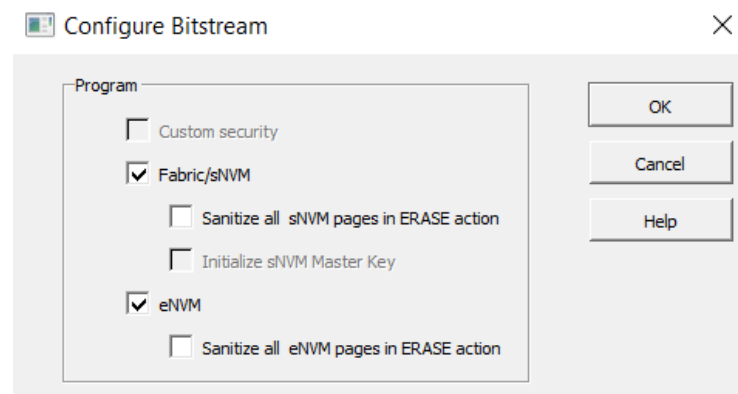 Configure Bitstream
Program
Custom security
Fabric/sNVM
Sanitize all sNVM pages in ERASE action
Initialize sNVM Master Key
eNVM
Sanitize all eNVM pages in ERASE action
OK
Cancel
Help